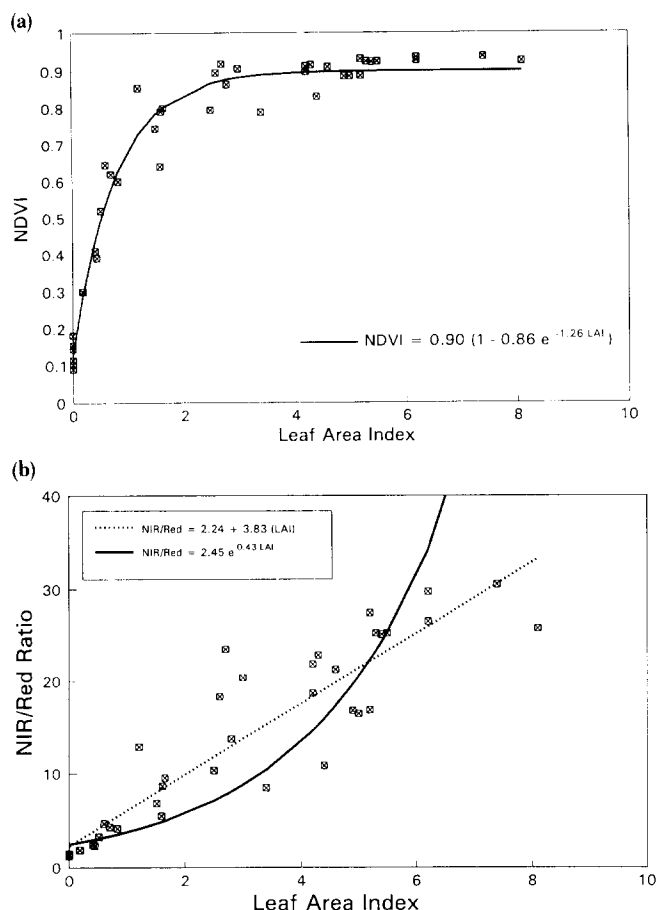 (a)
1
0.9
0.8
0.7
0.6
0.5
0.4
0.3
0.2
0.1
0
NDVI
NDVI = 0.90 (1 - 0.86 e -1.26 LAI)
0 2 4 6 8 10
Leaf Area Index
(b)
40
30
20
10
0
NIR/Red Ratio
NIR/Red = 2.24 + 3.83 (LAI)
NIR/Red = 2.45 e 0.43 LAI
0 2 4 6 8 10
Leaf Area Index